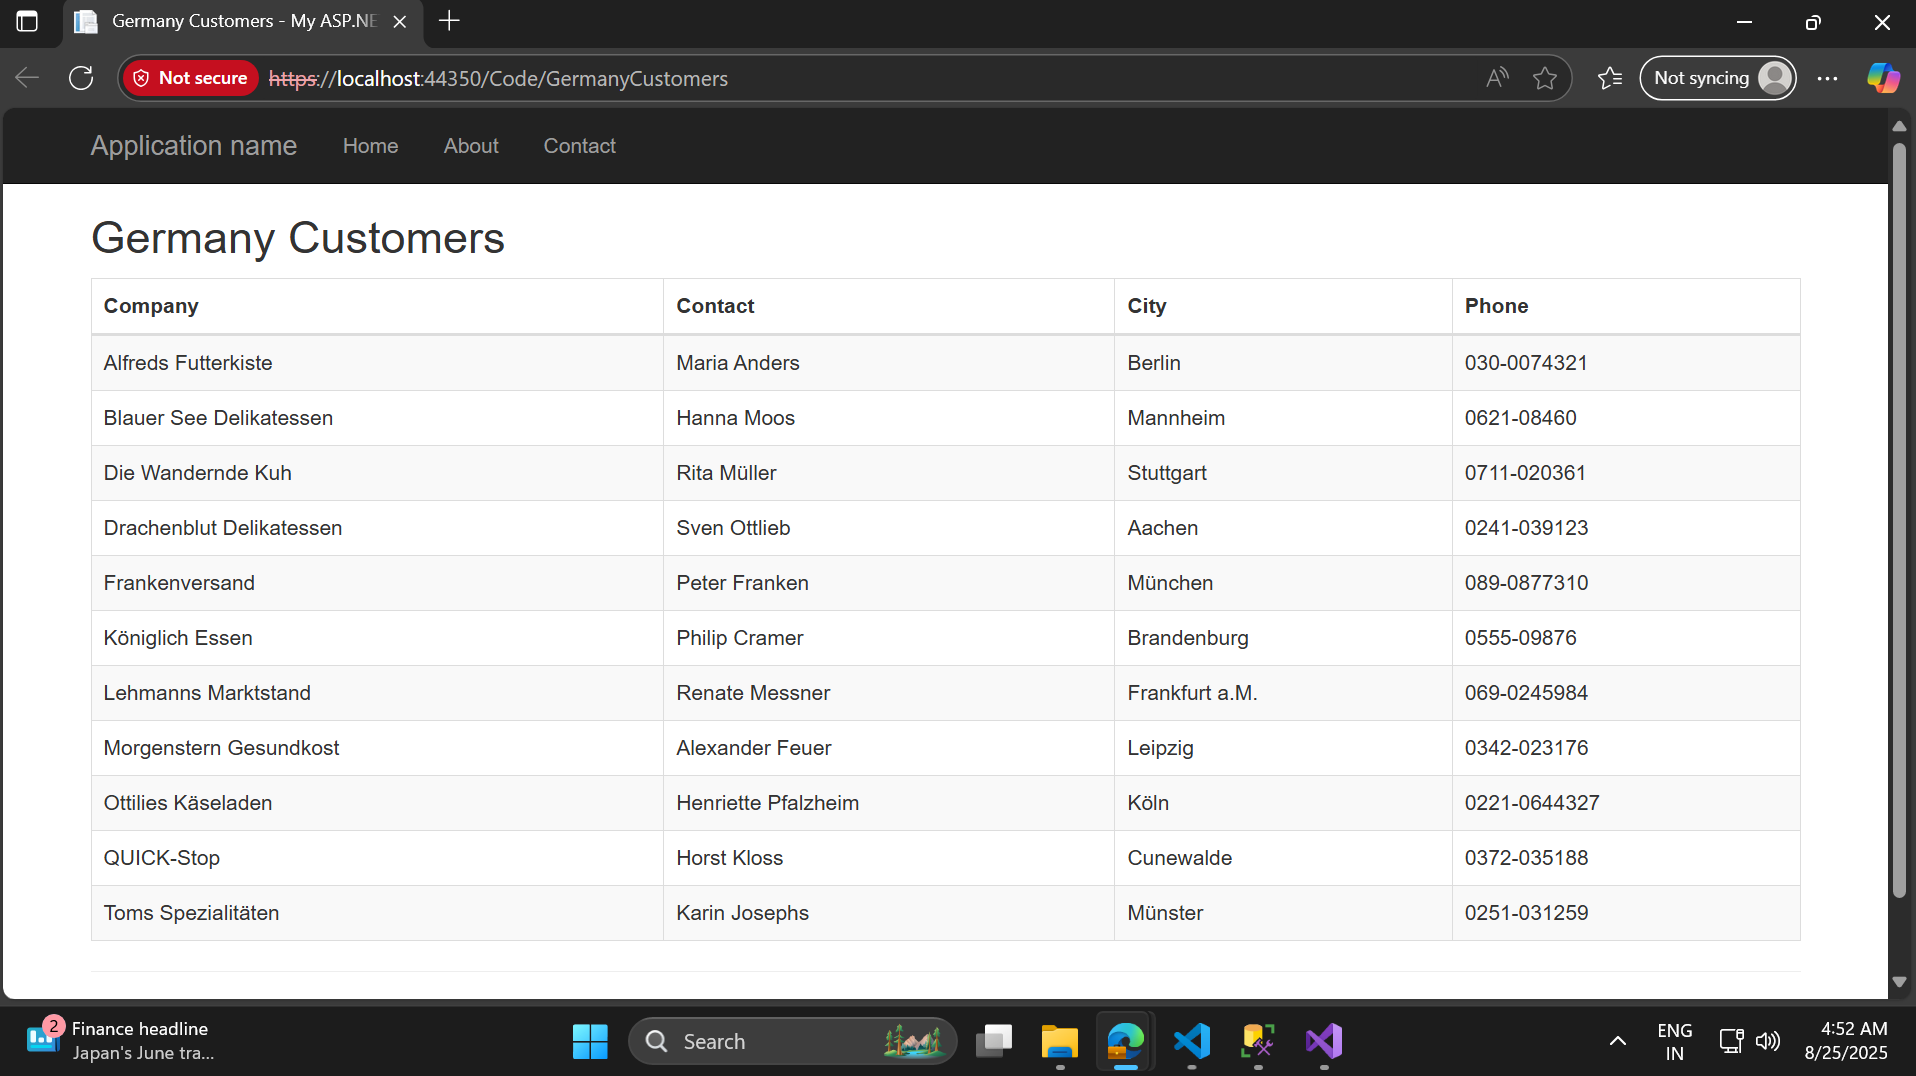 Germany Customers - My ASP.NE
Not secure https://localhost:44350/Code/GermanyCustomers Not syncing
Application name Home About Contact
Germany Customers
Company Contact City Phone
Alfreds Futterkiste Maria Anders Berlin 030-0074321
Blauer See Delikatessen Hanna Moos Mannheim 0621-08460
Die Wandernde Kuh Rita Müller Stuttgart 0711-020361
Drachenblut Delikatessen Sven Ottlieb Aachen 0241-039123
Frankenversand Peter Franken München 089-0877310
Königlich Essen Philip Cramer Brandenburg 0555-09876
Lehmanns Marktstand Renate Messner Frankfurt a.M. 069-0245984
Morgenstern Gesundkost Alexander Feuer Leipzig 0342-023176
Ottilies Käseladen Henriette Pfalzheim Köln 0221-0644327
QUICK-Stop Horst Kloss Cunewalde 0372-035188
Toms Spezialitäten Karin Josephs Münster 0251-031259
2 Finance headline
Japan's June tra...
Search
ENG
IN
4:52 AM
8/25/2025